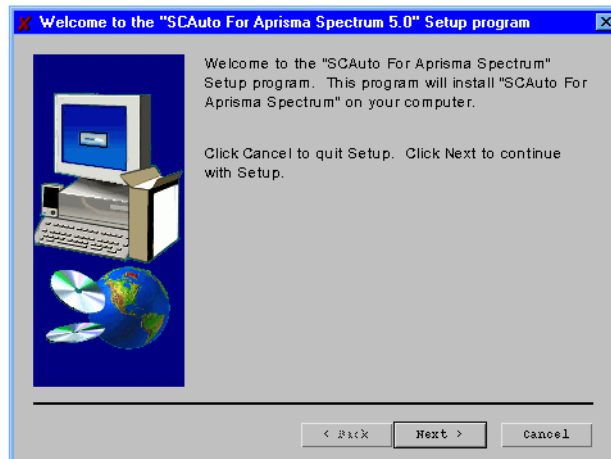 Welcome to the "SCAuto For Aprisma Spectrum 5.0" Setup program
Welcome to the "SCAuto For Aprisma Spectrum"
Setup program. This program will install "SCAuto For
Aprisma Spectrum" on your computer.
Click Cancel to quit Setup. Click Next to continue
with Setup.
< Back
Next >
Cancel